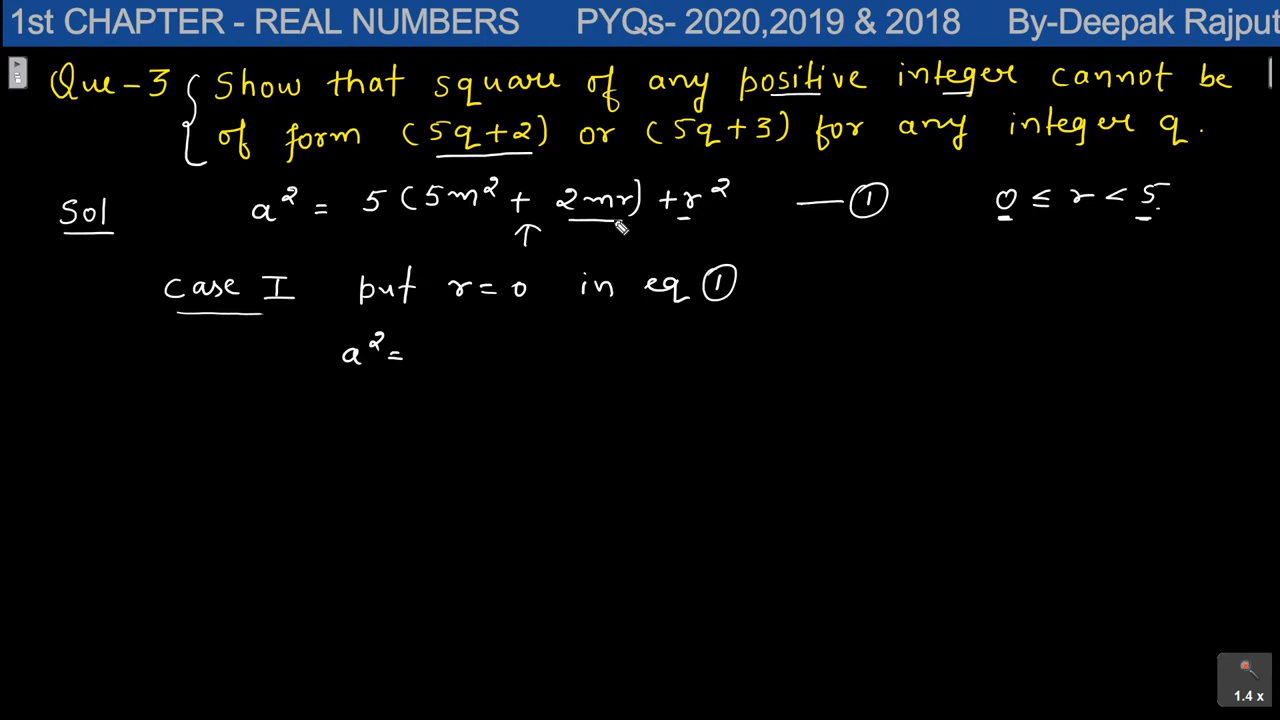 1st CHAPTER - REAL NUMBERS PYQs- 2020,2019 & 2018 By-Deepak Rajput
Que-3 Show that square of any positive integer cannot be
of form (5q+2) or (5q+3) for any integer q.
Sol a² = 5(5m² + 2mr) + r² —① 0 ≤ r < 5.
Case I put r=0 in eq ①
a² =
1.4 x